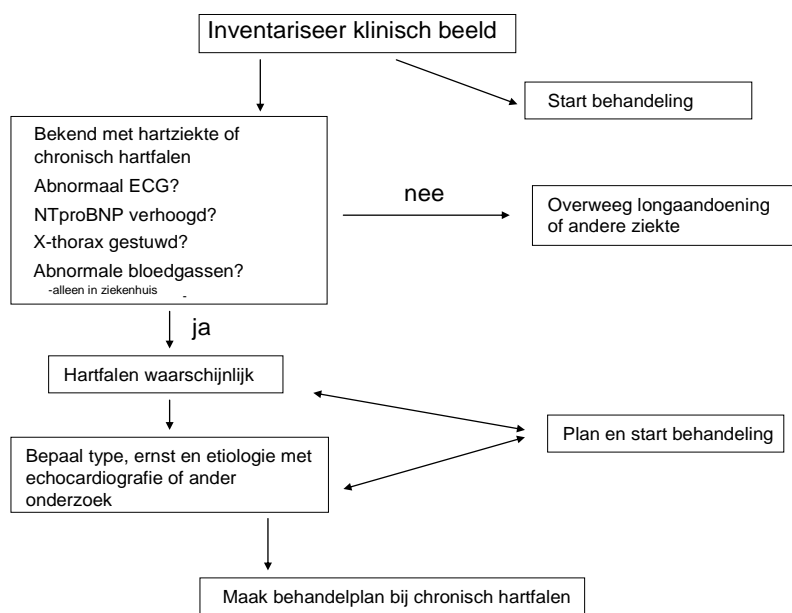 Inventariseer klinisch beeld
Start behandeling
Bekend met hartziekte of
chronisch hartfalen
Abnormaal ECG?
NTproBNP verhoogd?
X-thorax gestuwd?
Abnormale bloedgassen?
-alleen in ziekenhuis -
nee
Overweeg longaandoening
of andere ziekte
ja
Hartfalen waarschijnlijk
Plan en start behandeling
Bepaal type, ernst en etiologie met
echocardiografie of ander
onderzoek
Maak behandelplan bij chronisch hartfalen